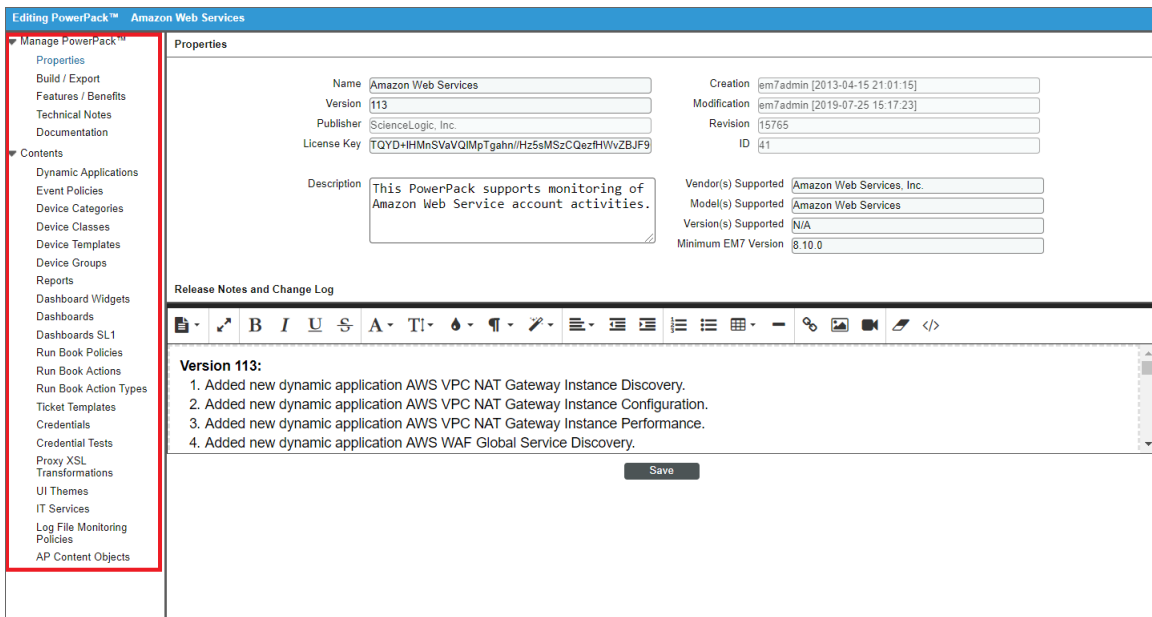 Editing PowerPack™ Amazon Web Services
Manage PowerPack™
Properties
Build / Export
Features / Benefits
Technical Notes
Documentation
Contents
Dynamic Applications
Event Policies
Device Categories
Device Classes
Device Templates
Device Groups
Reports
Dashboard Widgets
Dashboards
Dashboards SL1
Run Book Policies
Run Book Actions
Run Book Action Types
Ticket Templates
Credentials
Credential Tests
Proxy XSL
Transformations
UI Themes
IT Services
Log File Monitoring
Policies
AP Content Objects
Properties
Name Amazon Web Services
Version 113
Publisher ScienceLogic, Inc.
License Key TQYD+IHMnSVaVQIMpTgahn//Hz5sMSzCQezfHWvZBJF9
Description This PowerPack supports monitoring of
Amazon Web Service account activities.
Creation em7admin [2013-04-15 21:01:15]
Modification em7admin [2019-07-25 15:17:23]
Revision 15765
ID 41
Vendor(s) Supported Amazon Web Services, Inc.
Model(s) Supported Amazon Web Services
Version(s) Supported N/A
Minimum EM7 Version 8.10.0
Release Notes and Change Log
B I U S A TI
Version 113:
1. Added new dynamic application AWS VPC NAT Gateway Instance Discovery.
2. Added new dynamic application AWS VPC NAT Gateway Instance Configuration.
3. Added new dynamic application AWS VPC NAT Gateway Instance Performance.
4. Added new dynamic application AWS WAF Global Service Discovery.
Save